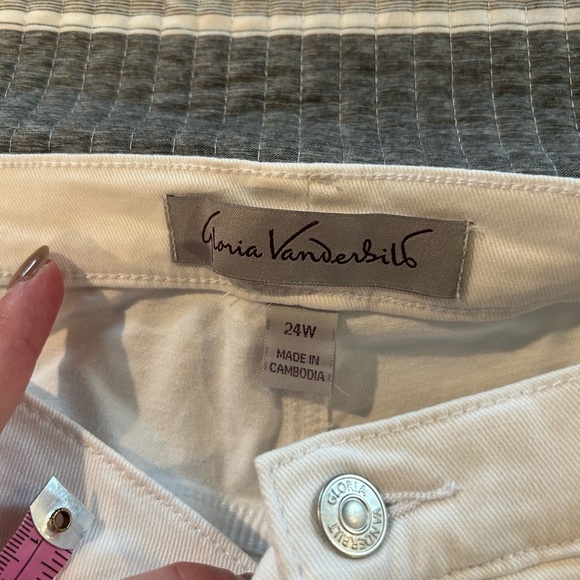 Gloria Vanderbilt
24W
MADE IN
CAMBODIA
GLORIA
VANDERBILT